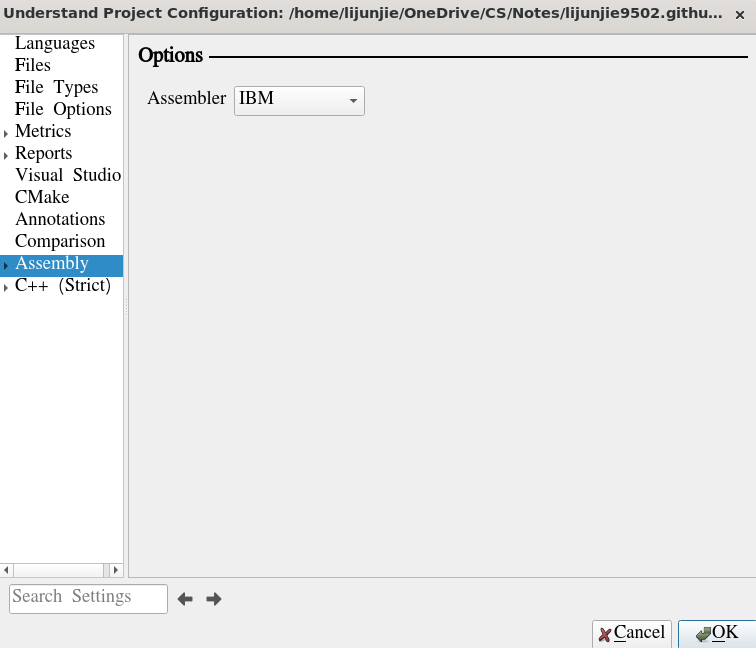 Understand Project Configuration: /home/lijunjie/OneDrive/CS/Notes/lijunjie9502.githu...
Languages
Files
File Types
File Options
Metrics
Reports
Visual Studio
CMake
Annotations
Comparison
Assembly
C++ (Strict)
Options
Assembler IBM
Search Settings
Cancel OK